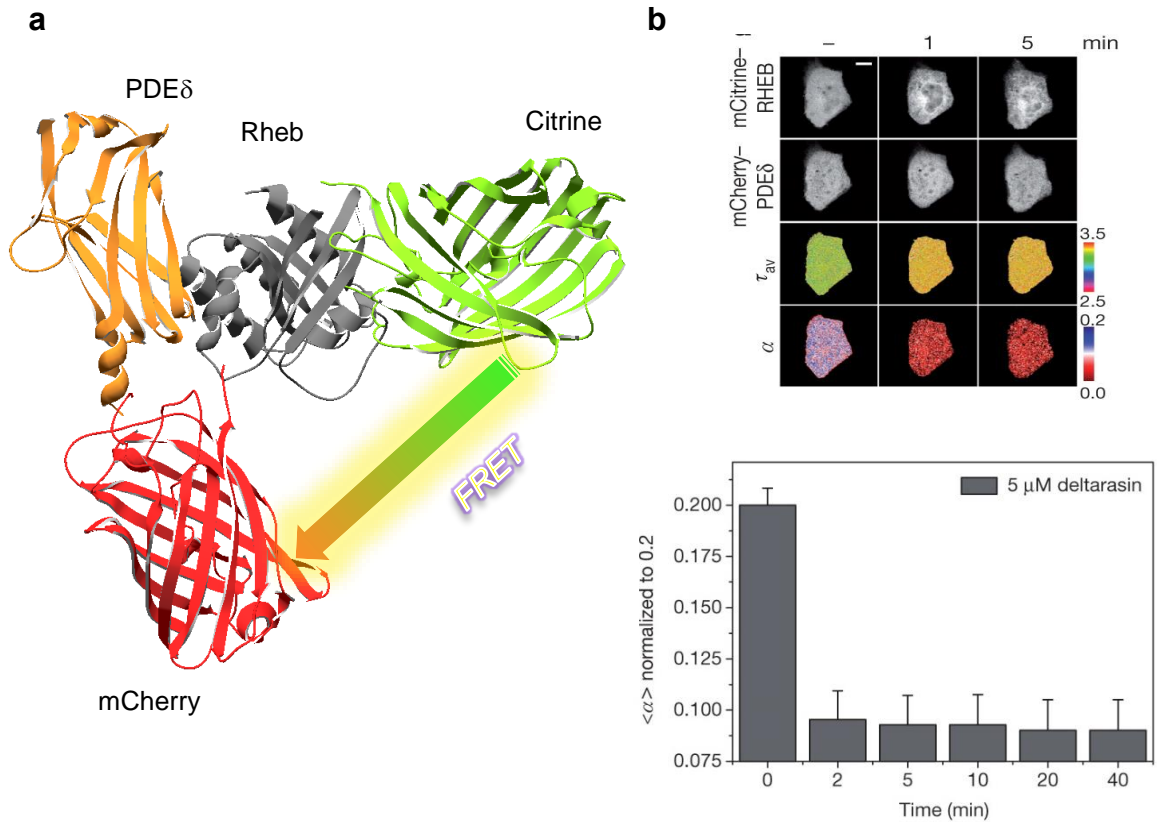 a
b
PDEδ
Rheb
Citrine
FRET
mCherry
– 1 5 min
mCitrine–
RHEB
mCherry–
PDEδ
τav
α
3.5
2.5
0.2
0.0
5 μM deltarasin
<α> normalized to 0.2
0.200
0.175
0.150
0.125
0.100
0.075
0 2 5 10 20 40
Time (min)